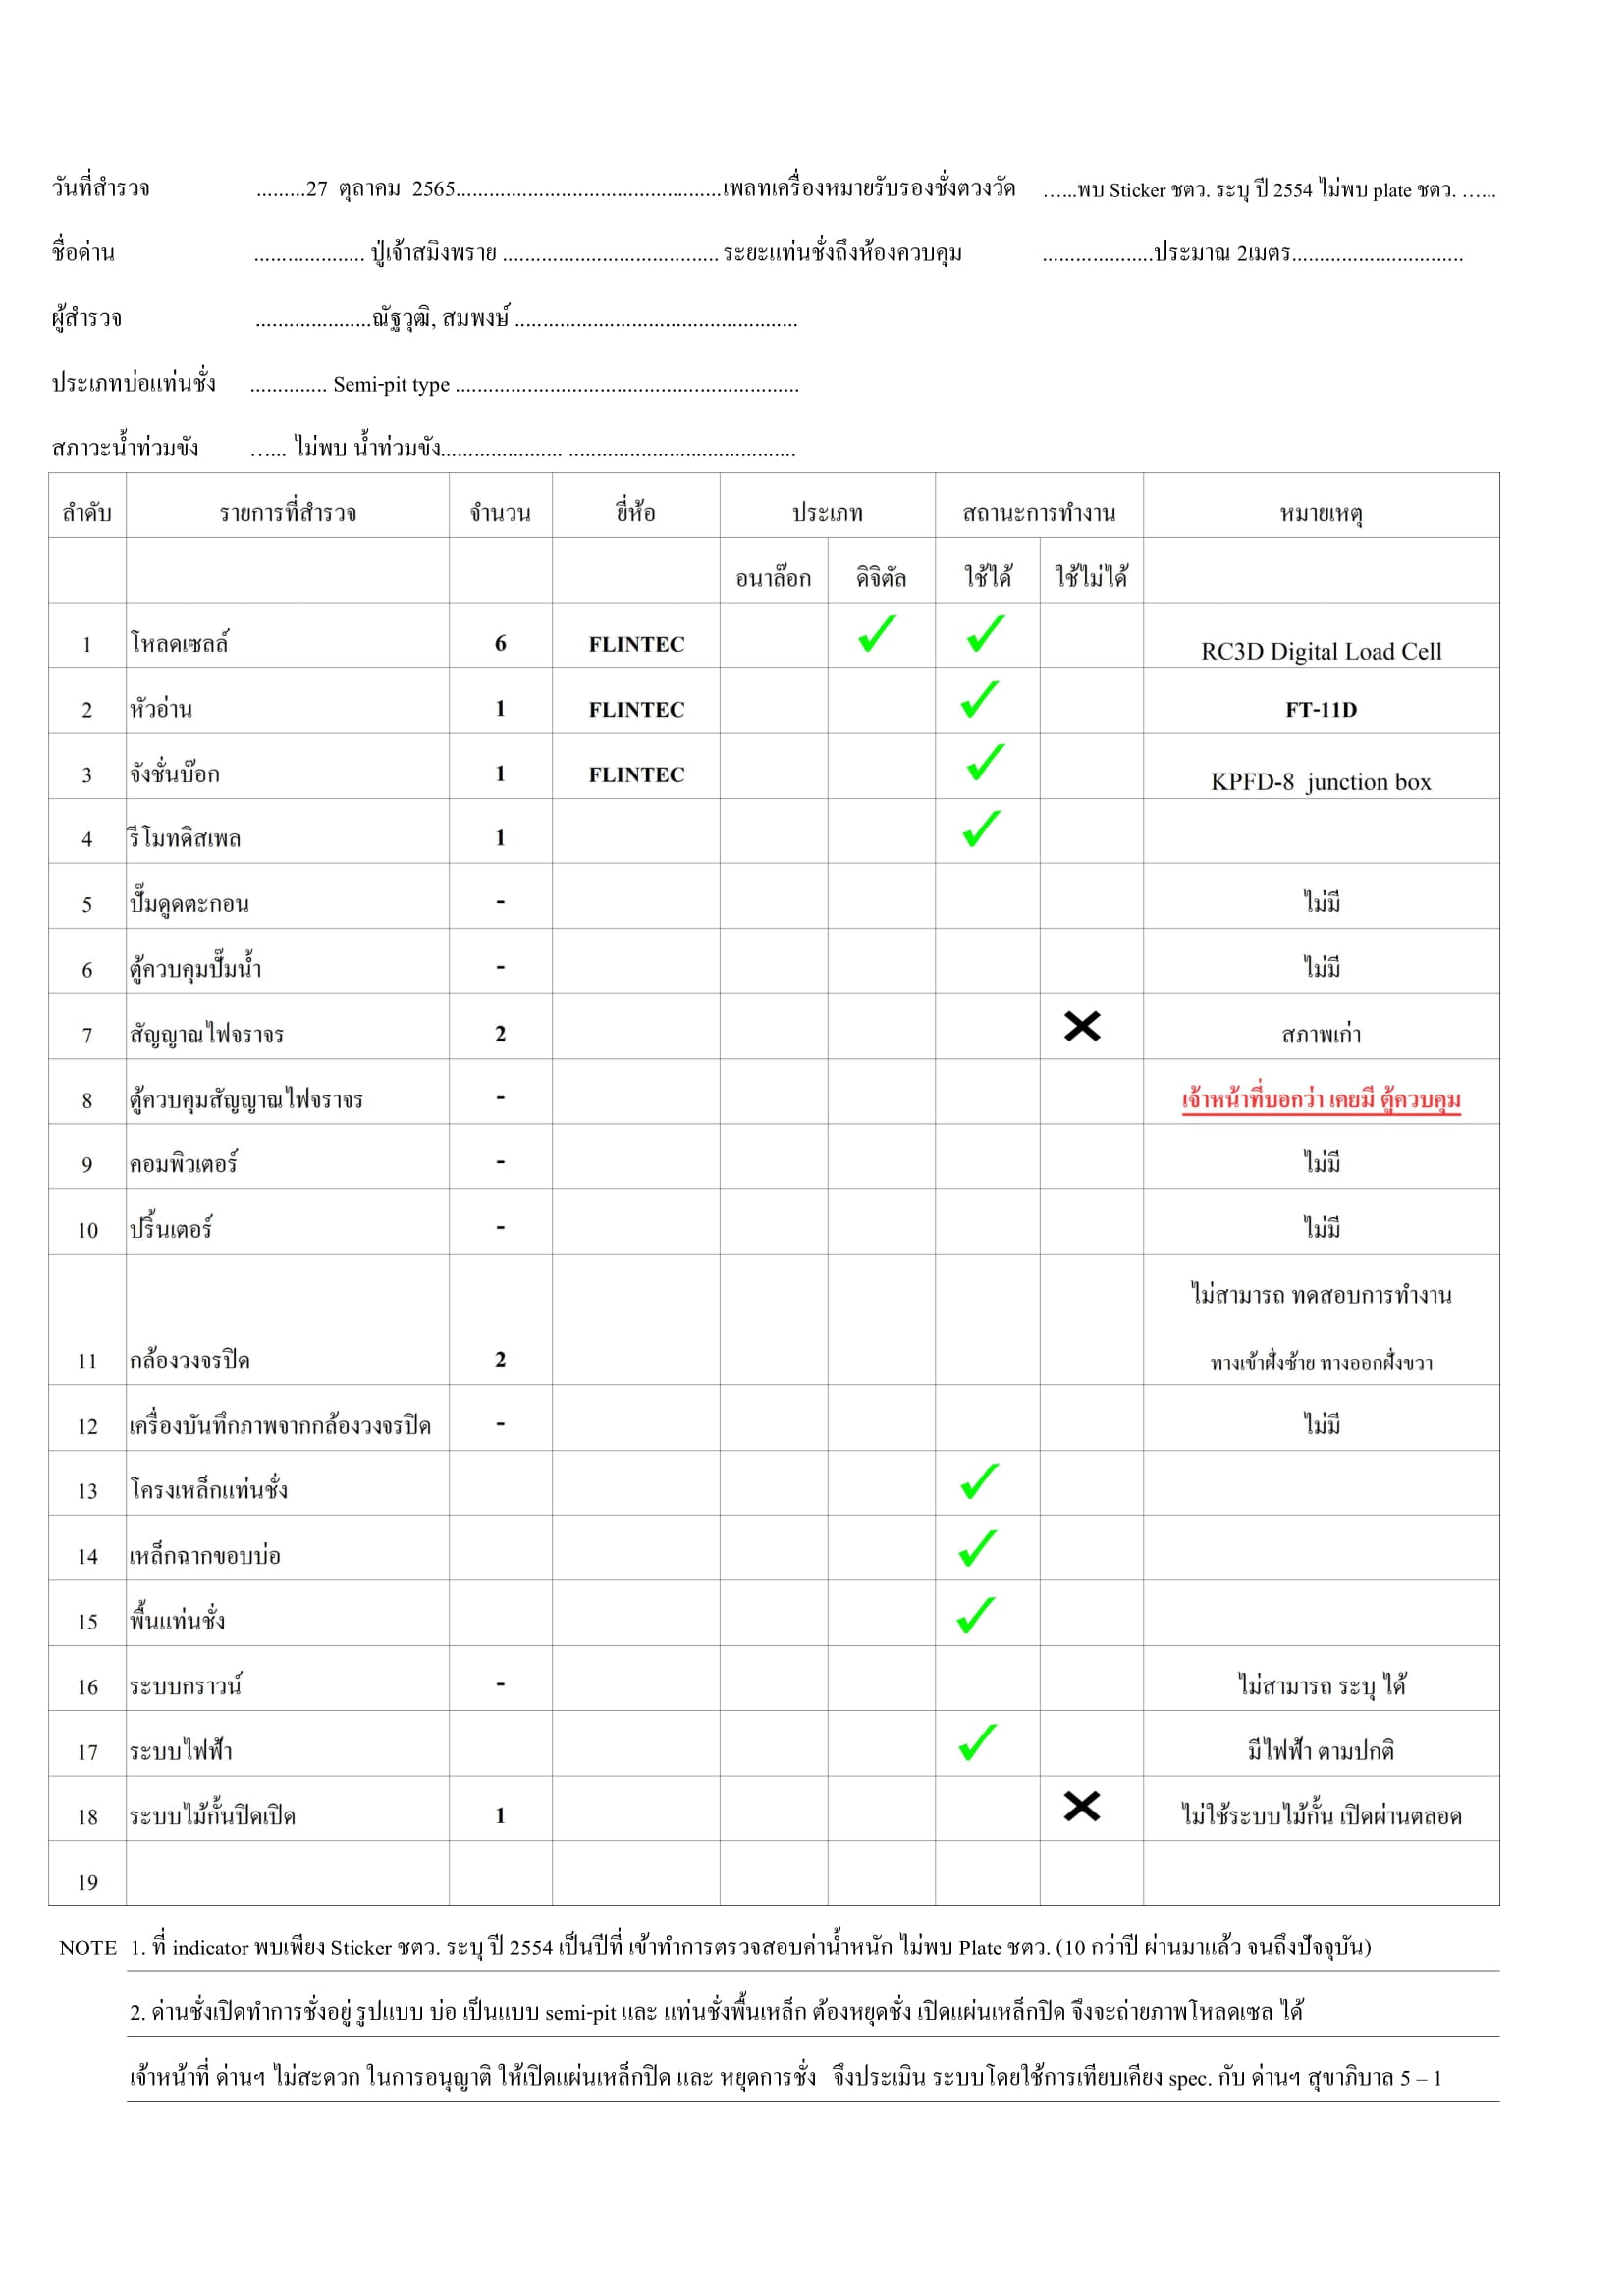 วันที่สำรวจ .........27 ตุลาคม 2565................................................เพลทเครื่องหมายรับรองชั่งตวงวัด …...พบ Sticker ชตว. ระบุ ปี 2554 ไม่พบ plate ชตว. …...
ชื่อด่าน .................... ปู่เจ้าสมิงพราย ....................................... ระยะแท่นชั่งถึงห้องควบคุม ....................ประมาณ 2เมตร...............................
ผู้สำรวจ .....................ณัฐวุฒิ, สมพงษ์ ...................................................
ประเภทบ่อแท่นชั่ง .............. Semi-pit type ..............................................................
สภาวะน้ำท่วมขัง …... ไม่พบ น้ำท่วมขัง...................... .........................................
ลำดับ รายการที่สำรวจ จำนวน ยี่ห้อ ประเภท สถานะการทำงาน หมายเหตุ
อนาล๊อก ดิจิตัล ใช้ได้ ใช้ไม่ได้
1 โหลดเซลล์ 6 FLINTEC ✓ ✓ RC3D Digital Load Cell
2 หัวอ่าน 1 FLINTEC ✓ FT-11D
3 จังชั่นบ๊อก 1 FLINTEC ✓ KPFD-8 junction box
4 รีโมทดิสเพล 1 ✓
5 ปั๊มดูดตะกอน - ไม่มี
6 ตู้ควบคุมปั๊มน้ำ - ไม่มี
7 สัญญาณไฟจราจร 2 ✕ สภาพเก่า
8 ตู้ควบคุมสัญญาณไฟจราจร - เจ้าหน้าที่บอกว่า เคยมี ตู้ควบคุม
9 คอมพิวเตอร์ - ไม่มี
10 ปริ้นเตอร์ - ไม่มี
ไม่สามารถ ทดสอบการทำงาน
11 กล้องวงจรปิด 2 ทางเข้าฝั่งซ้าย ทางออกฝั่งขวา
12 เครื่องบันทึกภาพจากกล้องวงจรปิด - ไม่มี
13 โครงเหล็กแท่นชั่ง ✓
14 เหล็กฉากขอบบ่อ ✓
15 พื้นแท่นชั่ง ✓
16 ระบบกราวน์ - ไม่สามารถ ระบุ ได้
17 ระบบไฟฟ้า ✓ มีไฟฟ้า ตามปกติ
18 ระบบไม้กั้นปิดเปิด 1 ✕ ไม่ใช้ระบบไม้กั้น เปิดผ่านตลอด
19
NOTE 1. ที่ indicator พบเพียง Sticker ชตว. ระบุ ปี 2554 เป็นปีที่ เข้าทำการตรวจสอบค่าน้ำหนัก ไม่พบ Plate ชตว. (10 กว่าปี ผ่านมาแล้ว จนถึงปัจจุบัน)
2. ด่านชั่งเปิดทำการชั่งอยู่ รูปแบบ บ่อ เป็นแบบ semi-pit และ แท่นชั่งพื้นเหล็ก ต้องหยุดชั่ง เปิดแผ่นเหล็กปิด จึงจะถ่ายภาพโหลดเซล ได้
เจ้าหน้าที่ ด่านฯ ไม่สะดวก ในการอนุญาติ ให้เปิดแผ่นเหล็กปิด และ หยุดการชั่ง จึงประเมิน ระบบโดยใช้การเทียบเคียง spec. กับ ด่านฯ สุขาภิบาล 5 – 1